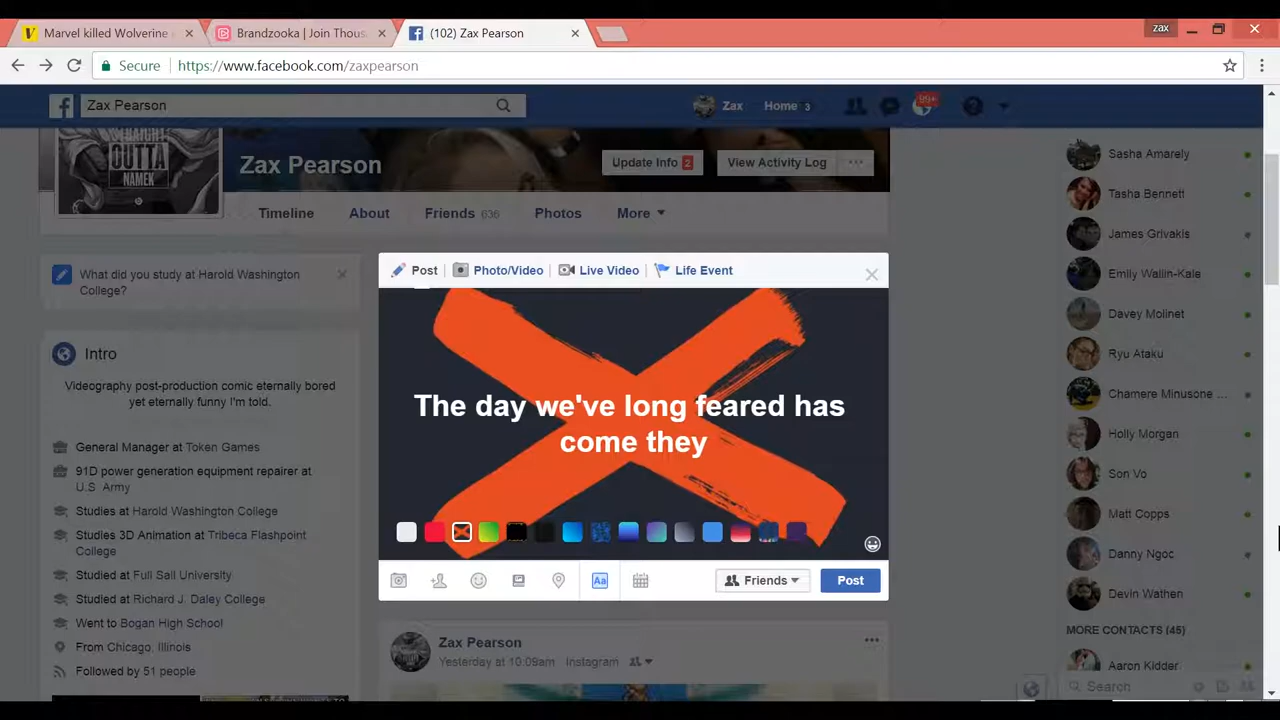 Marvel killed Wolverine
Brandzooka | Join Thous
(102) Zax Pearson
zax
Secure
https://www.facebook.com/zaxpearson
Zax Pearson
Zax
Home 3
99+
STRAIGHT
OUTTA
NAMEK
Zax Pearson
Update Info 2
View Activity Log
Timeline
About
Friends 636
Photos
More
What did you study at Harold Washington
College?
Intro
Videography post-production comic eternally bored
yet eternally funny I'm told.
General Manager at Token Games
91D power generation equipment repairer at
U.S. Army
Studies at Harold Washington College
Studies 3D Animation at Tribeca Flashpoint
College
Studied at Full Sail University
Studied at Richard J. Daley College
Went to Bogan High School
From Chicago, Illinois
Followed by 51 people
Post
Photo/Video
Live Video
Life Event
The day we've long feared has
come they
Aa
Friends
Post
Zax Pearson
Yesterday at 10:09am
Instagram
Sasha Amarely
Tasha Bennett
James Grivakis
Emily Wallin-Kale
Davey Molinet
Ryu Ataku
Chamere Minusone ...
Holly Morgan
Son Vo
Matt Copps
Danny Ngoc
Devin Wathen
MORE CONTACTS (45)
Aaron Kidder
Search